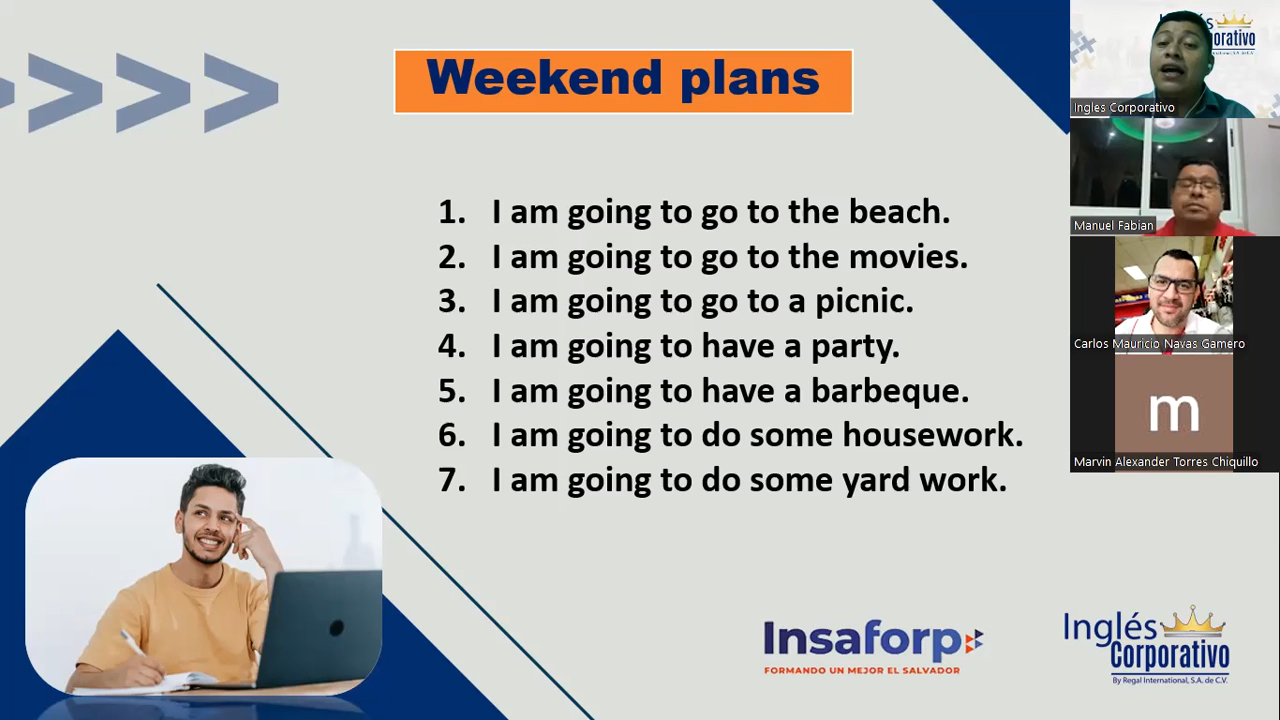 Weekend plans
1. I am going to go to the beach.
2. I am going to go to the movies.
3. I am going to go to a picnic.
4. I am going to have a party.
5. I am going to have a barbeque.
6. I am going to do some housework.
7. I am going to do some yard work.
Insaforp
FORMANDO UN MEJOR EL SALVADOR
Inglés
Corporativo
By Regal International, S.A. de C.V.
Ingles Corporativo
Manuel Fabian
Carlos Mauricio Navas Gamero
m
Marvin Alexander Torres Chiquillo